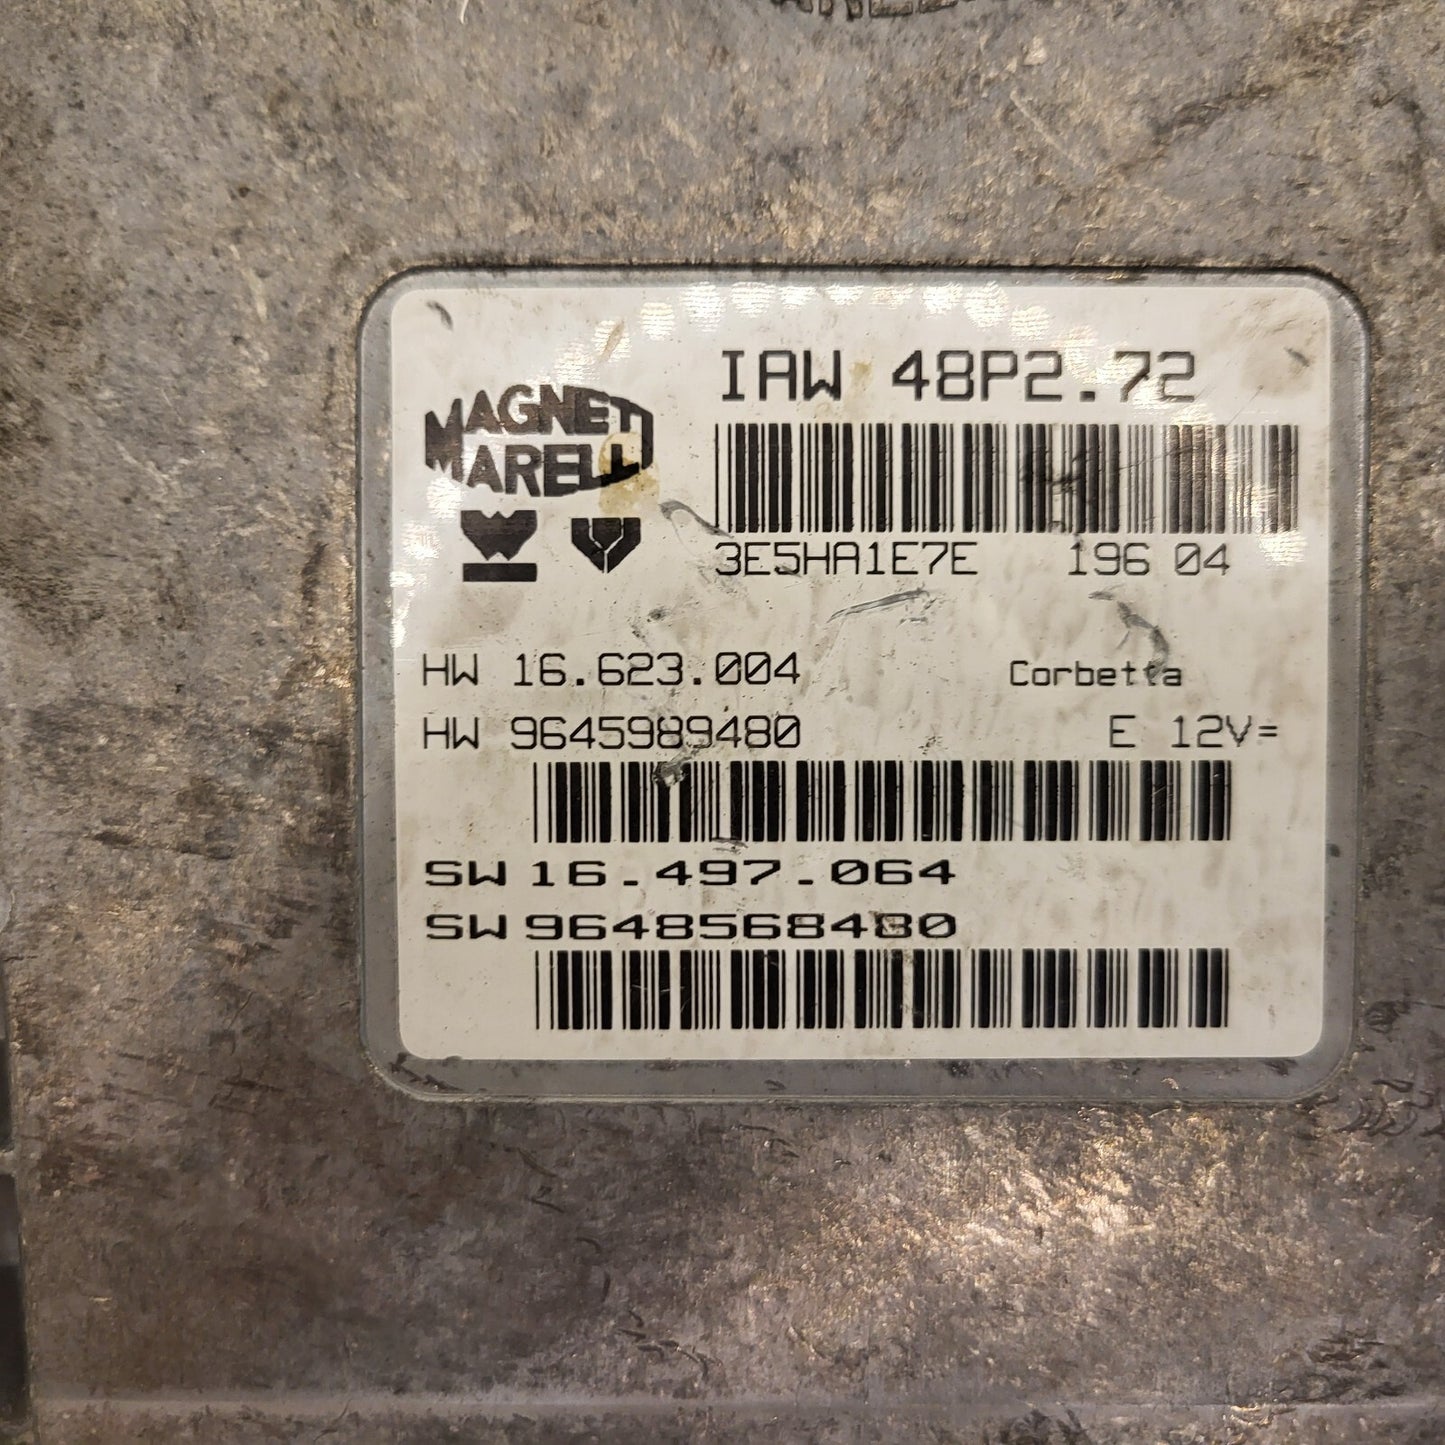 MAGNETI
MARELLI
IAW 48P2.72
3E5HA1E7E 196 04
HW 16.623.004 Corbetta
HW 9645989480 E 12V=
SW 16.497.064
SW 9648568480